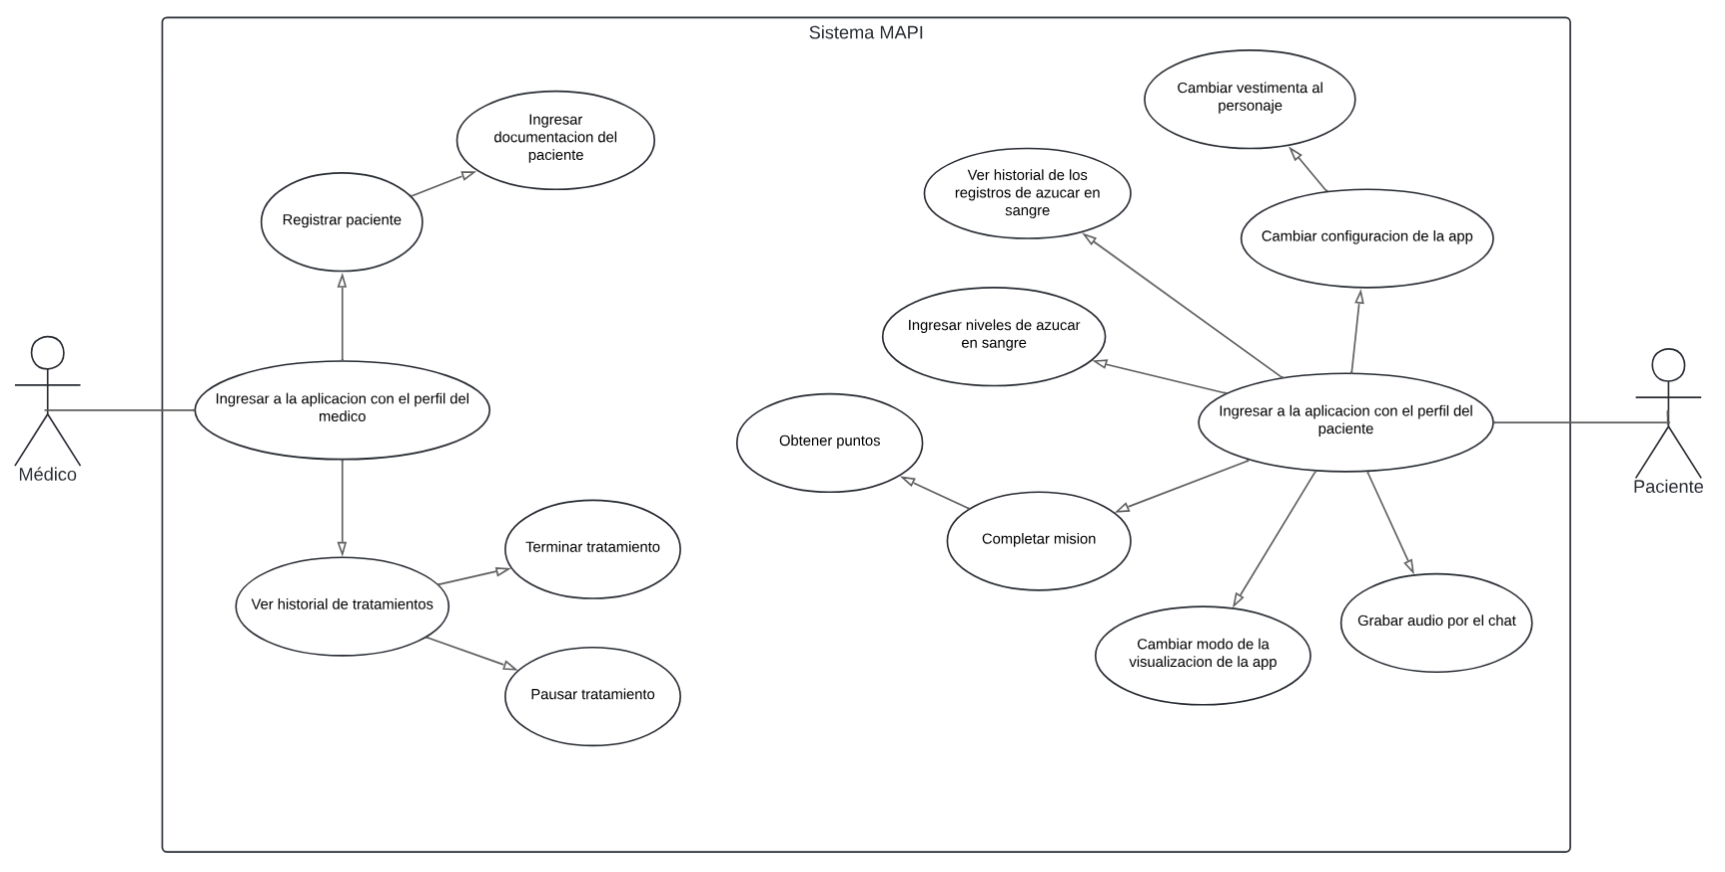 Sistema MAPI
Ingresar
documentacion del
paciente
Registrar paciente
Ingresar a la aplicacion con el perfil del
medico
Médico
Ver historial de tratamientos
Terminar tratamiento
Pausar tratamiento
Cambiar vestimenta al
personaje
Ver historial de los
registros de azucar en
sangre
Cambiar configuracion de la app
Ingresar niveles de azucar
en sangre
Ingresar a la aplicacion con el perfil del
paciente
Obtener puntos
Completar mision
Paciente
Cambiar modo de la
visualizacion de la app
Grabar audio por el chat